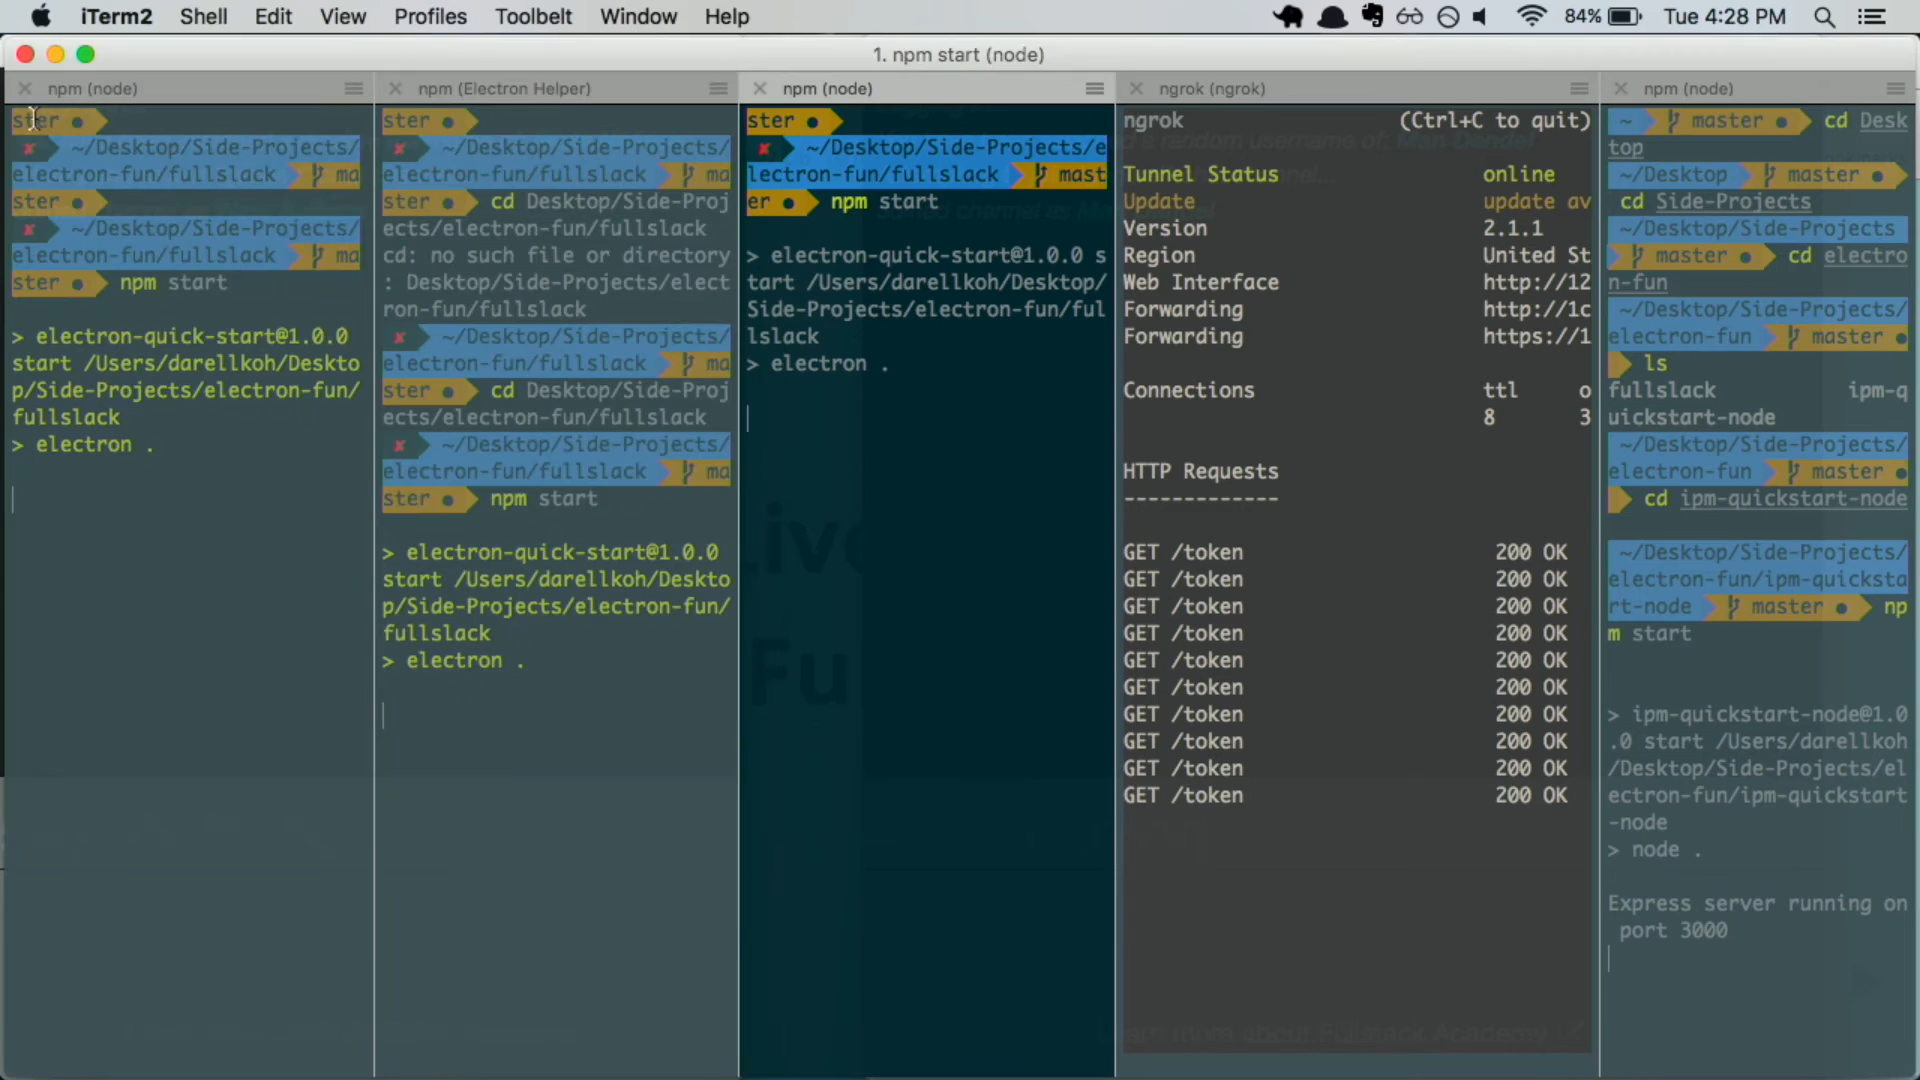 iTerm2 Shell Edit View Profiles Toolbelt Window Help 84% Tue 4:28 PM
1. npm start (node)
npm (node)
ster
✘ ~/Desktop/Side-Projects/
electron-fun/fullslack ma
ster
✘ ~/Desktop/Side-Projects/
electron-fun/fullslack ma
ster npm start
> electron-quick-start@1.0.0
start /Users/darellkoh/Deskto
p/Side-Projects/electron-fun/
fullslack
> electron .
npm (Electron Helper)
ster
✘ ~/Desktop/Side-Projects/
electron-fun/fullslack ma
ster cd Desktop/Side-Proj
ects/electron-fun/fullslack
cd: no such file or directory
: Desktop/Side-Projects/elect
ron-fun/fullslack
✘ ~/Desktop/Side-Projects/
electron-fun/fullslack ma
ster cd Desktop/Side-Proj
ects/electron-fun/fullslack
✘ ~/Desktop/Side-Projects/
electron-fun/fullslack ma
ster npm start
> electron-quick-start@1.0.0
start /Users/darellkoh/Deskto
p/Side-Projects/electron-fun/
fullslack
> electron .
npm (node)
ster
✘ ~/Desktop/Side-Projects/e
lectron-fun/fullslack mast
er npm start
> electron-quick-start@1.0.0 s
tart /Users/darellkoh/Desktop/
Side-Projects/electron-fun/ful
lslack
> electron .
ngrok (ngrok)
ngrok (Ctrl+C to quit)
Tunnel Status online
Update update av
Version 2.1.1
Region United St
Web Interface http://12
Forwarding http://1c
Forwarding https://1
Connections ttl o
8 3
HTTP Requests
-------------
GET /token 200 OK
GET /token 200 OK
GET /token 200 OK
GET /token 200 OK
GET /token 200 OK
GET /token 200 OK
GET /token 200 OK
GET /token 200 OK
GET /token 200 OK
GET /token 200 OK
npm (node)
~ master cd Desk
top
~/Desktop master
cd Side-Projects
~/Desktop/Side-Projects
master cd electro
n-fun
~/Desktop/Side-Projects/
electron-fun master
ls
fullslack ipm-q
uickstart-node
~/Desktop/Side-Projects/
electron-fun master
cd ipm-quickstart-node
~/Desktop/Side-Projects/
electron-fun/ipm-quicksta
rt-node master np
m start
> ipm-quickstart-node@1.0
.0 start /Users/darellkoh
/Desktop/Side-Projects/el
ectron-fun/ipm-quickstart
-node
> node .
Express server running on
port 3000
Live
Fu
Learn more about Fullstack Academy